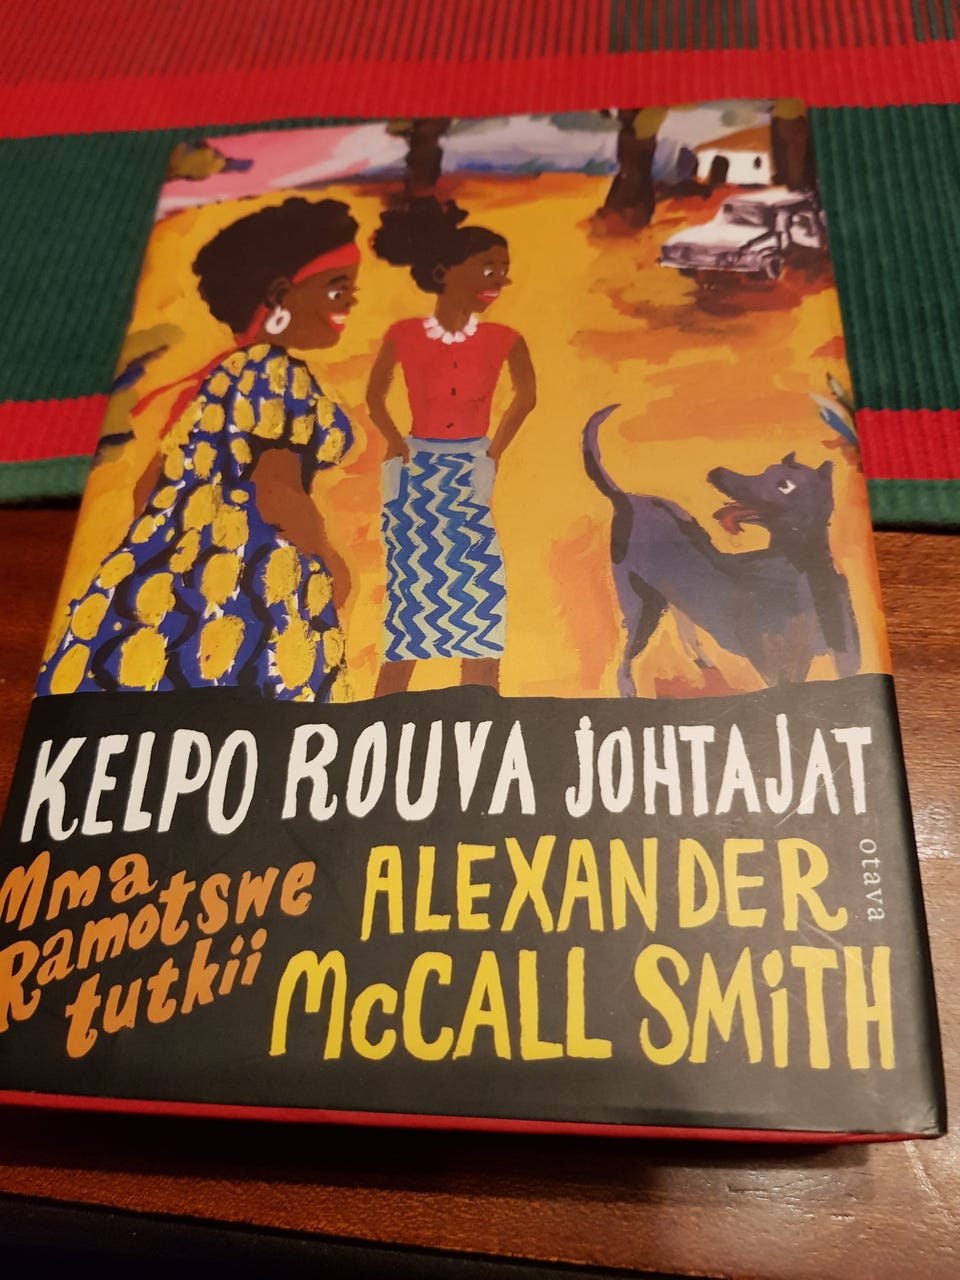 KELPO ROUVA JOHTAJAT
Mma
Ramotswe
tutkii
ALEXANDER
McCALL SMITH
otava